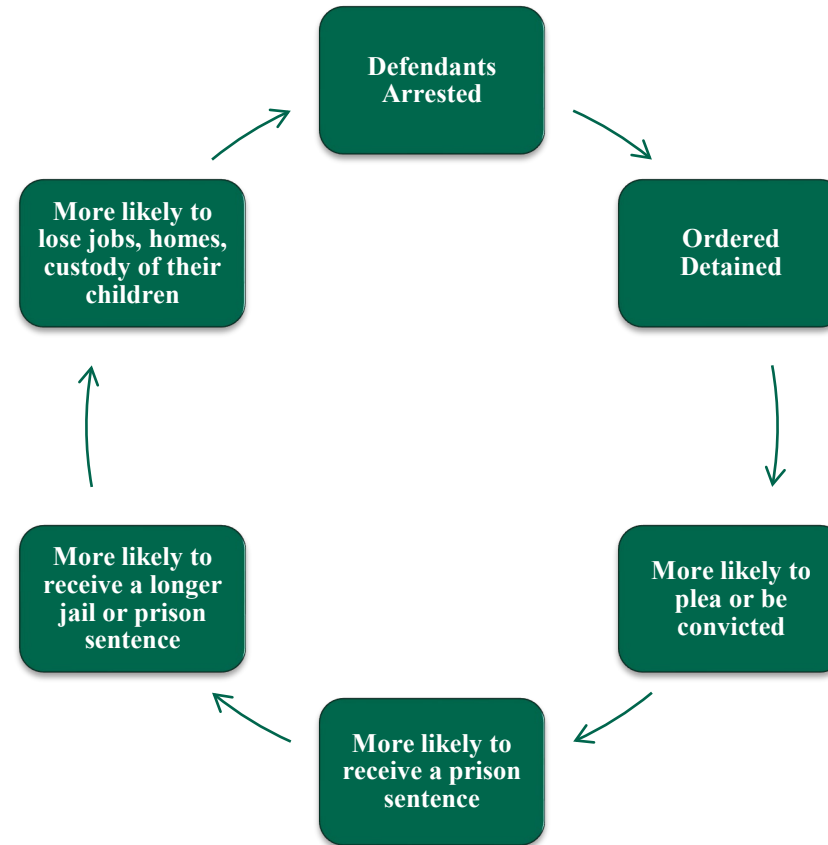 Defendants
Arrested
Ordered
Detained
More likely to
plea or be
convicted
More likely to
receive a prison
sentence
More likely to
receive a longer
jail or prison
sentence
More likely to
lose jobs, homes,
custody of their
children